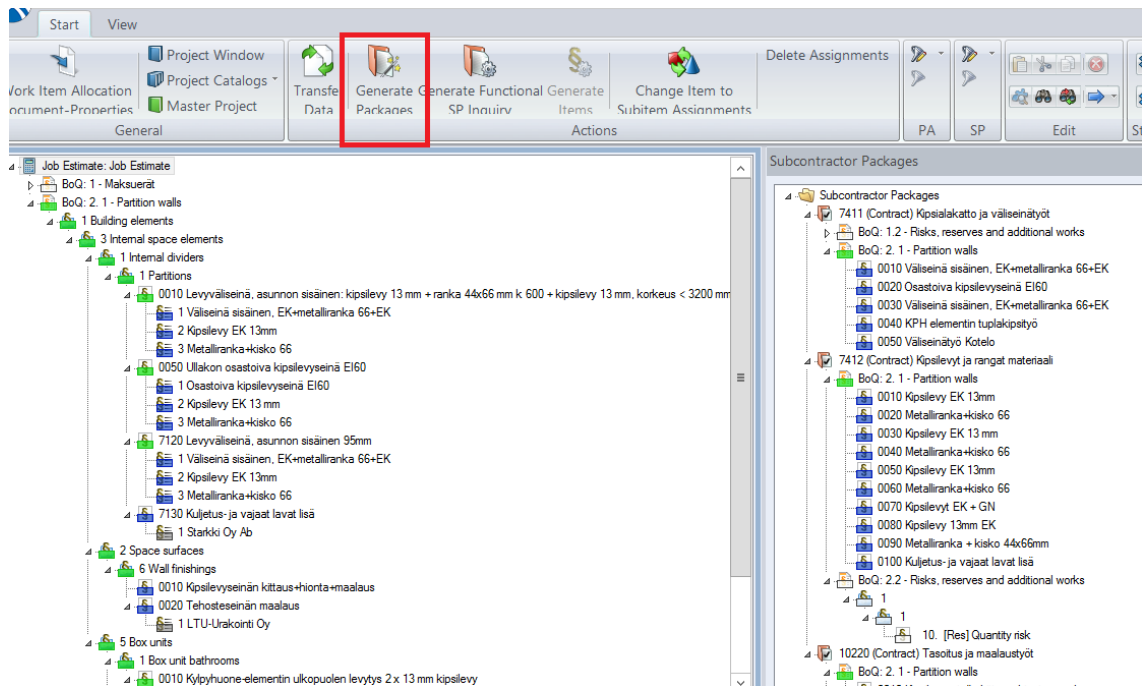 Start View
Work Item Allocation
Document-Properties
Project Window
Project Catalogs
Master Project
General
Transfer
Data
Generate
Packages
Generate Functional
SP Inquiry
Generate
Items
Change Item to
Subitem Assignments
Delete Assignments
Actions
PA
SP
Edit
St
Job Estimate: Job Estimate
BoQ: 1 - Maksuerät
BoQ: 2. 1 - Partition walls
1 Building elements
3 Internal space elements
1 Internal dividers
1 Partitions
0010 Levyväliseinä, asunnon sisäinen: kipsilevy 13 mm + ranka 44x66 mm k 600 + kipsilevy 13 mm, korkeus < 3200 mm
1 Väliseinä sisäinen, EK+metalliranka 66+EK
2 Kipsilevy EK 13mm
3 Metalliranka+kisko 66
0050 Ullakon osastoiva kipsilevyseinä EI60
1 Osastoiva kipsilevyseinä EI60
2 Kipsilevy EK 13 mm
3 Metalliranka+kisko 66
7120 Levyväliseinä, asunnon sisäinen 95mm
1 Väliseinä sisäinen, EK+metalliranka 66+EK
2 Kipsilevy EK 13mm
3 Metalliranka+kisko 66
7130 Kuljetus- ja vajaat lavat lisä
1 Starkki Oy Ab
2 Space surfaces
6 Wall finishings
0010 Kipsilevyseinän kittaus+hionta+maalaus
0020 Tehosteseinän maalaus
1 LTU-Urakointi Oy
5 Box units
1 Box unit bathrooms
0010 Kylpyhuone-elementin ulkopuolen levytys 2 x 13 mm kipsilevy
Subcontractor Packages
Subcontractor Packages
7411 (Contract) Kipsialakatto ja väliseinätyöt
BoQ: 1.2 - Risks, reserves and additional works
BoQ: 2. 1 - Partition walls
0010 Väliseinä sisäinen, EK+metalliranka 66+EK
0020 Osastoiva kipsilevyseinä EI60
0030 Väliseinä sisäinen, EK+metalliranka 66+EK
0040 KPH elementin tuplakipsityö
0050 Väliseinätyö Kotelo
7412 (Contract) Kipsilevyt ja rangat materiaali
BoQ: 2. 1 - Partition walls
0010 Kipsilevy EK 13mm
0020 Metalliranka+kisko 66
0030 Kipsilevy EK 13 mm
0040 Metalliranka+kisko 66
0050 Kipsilevy EK 13mm
0060 Metalliranka+kisko 66
0070 Kipsilevyt EK + GN
0080 Kipsilevy 13mm EK
0090 Metalliranka + kisko 44x66mm
0100 Kuljetus- ja vajaat lavat lisä
BoQ: 2.2 - Risks, reserves and additional works
1
1
10. [Res] Quantity risk
10220 (Contract) Tasoitus ja maalaustyöt
BoQ: 2. 1 - Partition walls